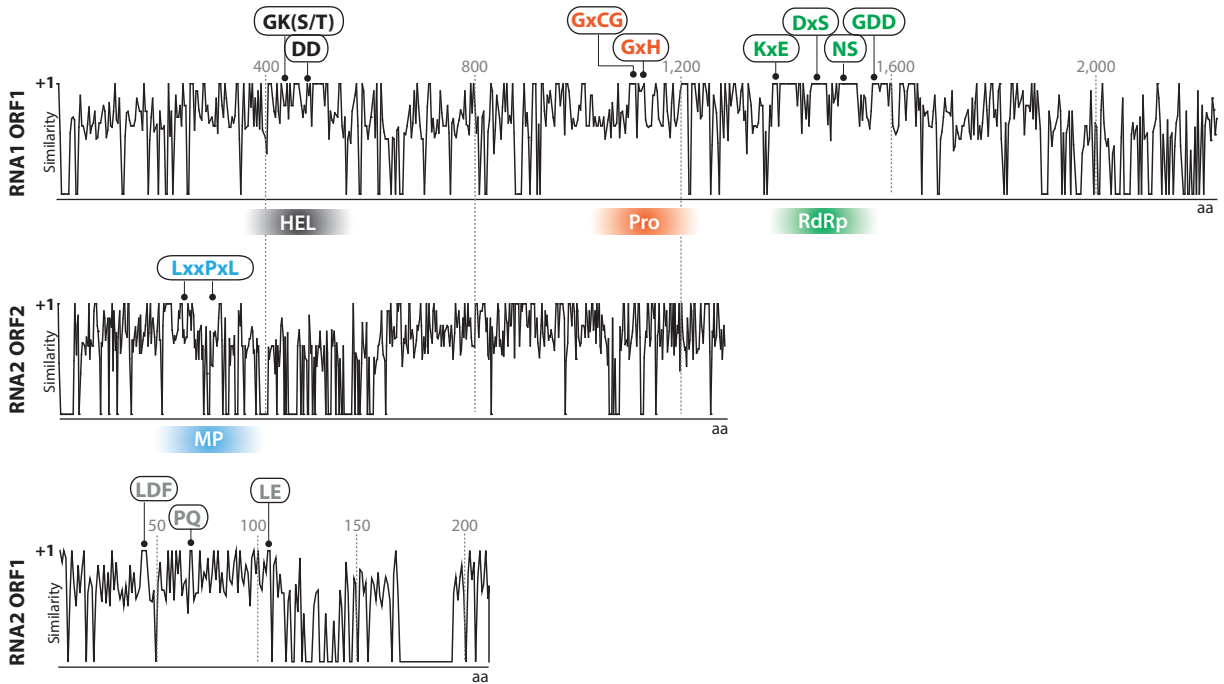 GK(S/T)
DD
GxCG
GxH
DxS
GDD
KxE
NS
400
800
1,200
1,600
2,000
+1
Similarity
RNA1 ORF1
aa
HEL
Pro
RdRp
LxxPxL
+1
Similarity
RNA2 ORF2
aa
MP
LDF
PQ
LE
50
100
150
200
+1
Similarity
RNA2 ORF1
aa